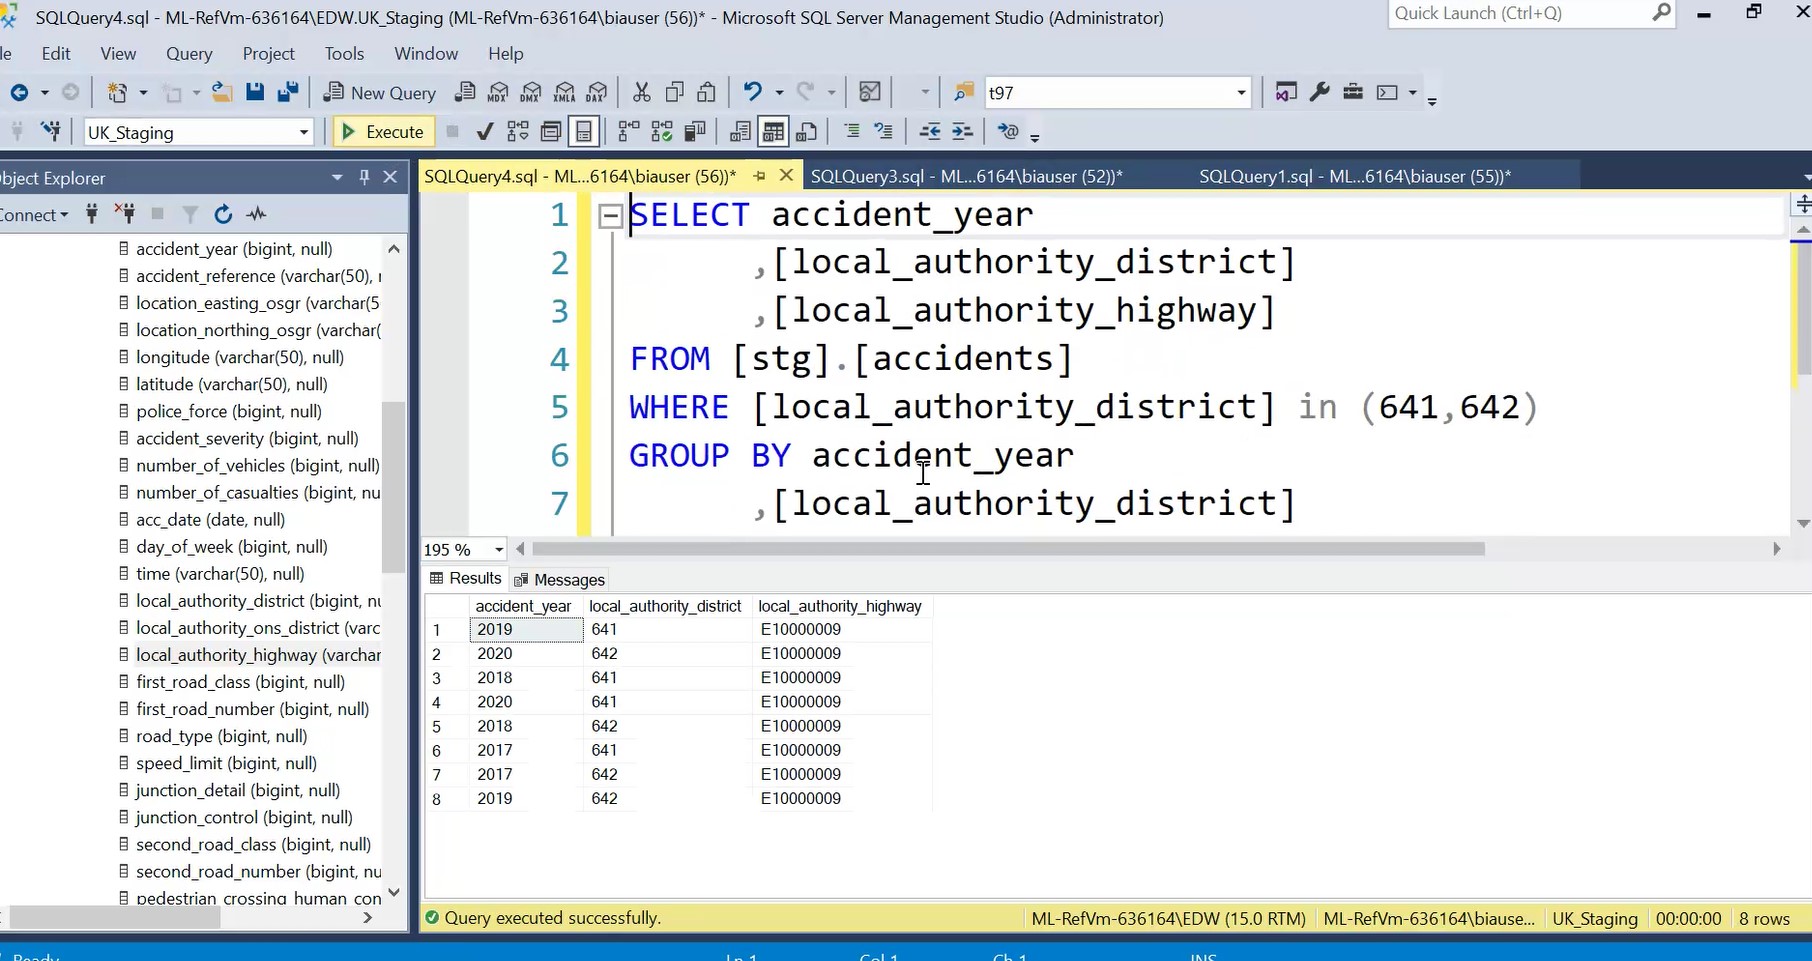 SQLQuery4.sql - ML-RefVm-636164\EDW.UK_Staging (ML-RefVm-636164\biauser (56))* - Microsoft SQL Server Management Studio (Administrator)
Quick Launch (Ctrl+Q)
le Edit View Query Project Tools Window Help
New Query MDX DMX XMLA DAX t97
UK_Staging Execute
bject Explorer
onnect
accident_year (bigint, null)
accident_reference (varchar(50), r
location_easting_osgr (varchar(5
location_northing_osgr (varchar(
longitude (varchar(50), null)
latitude (varchar(50), null)
police_force (bigint, null)
accident_severity (bigint, null)
number_of_vehicles (bigint, null)
number_of_casualties (bigint, nu
acc_date (date, null)
day_of_week (bigint, null)
time (varchar(50), null)
local_authority_district (bigint, nu
local_authority_ons_district (varc
local_authority_highway (varchar
first_road_class (bigint, null)
first_road_number (bigint, null)
road_type (bigint, null)
speed_limit (bigint, null)
junction_detail (bigint, null)
junction_control (bigint, null)
second_road_class (bigint, null)
second_road_number (bigint, nu
pedestrian_crossing_human_con
SQLQuery4.sql - ML...6164\biauser (56))* SQLQuery3.sql - ML...6164\biauser (52))* SQLQuery1.sql - ML...6164\biauser (55))*
1 SELECT accident_year
2 ,[local_authority_district]
3 ,[local_authority_highway]
4 FROM [stg].[accidents]
5 WHERE [local_authority_district] in (641,642)
6 GROUP BY accident_year
7 ,[local_authority_district]
195 %
Results Messages
accident_year local_authority_district local_authority_highway
1 2019 641 E10000009
2 2020 642 E10000009
3 2018 641 E10000009
4 2020 641 E10000009
5 2018 642 E10000009
6 2017 641 E10000009
7 2017 642 E10000009
8 2019 642 E10000009
Query executed successfully. ML-RefVm-636164\EDW (15.0 RTM) ML-RefVm-636164\biause... UK_Staging 00:00:00 8 rows
Ready Ln 1 Col 1 Ch 1 INS